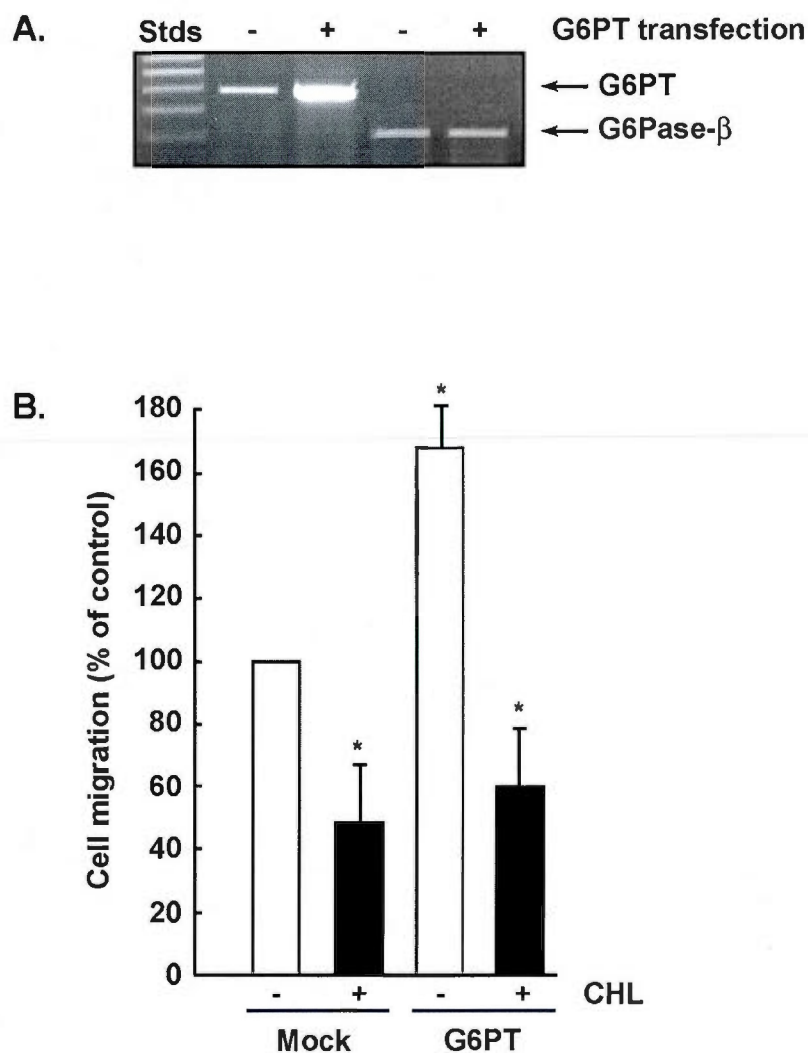 A.
Stds - + - + G6PT transfection
← G6PT
← G6Pase-β
B.
Cell migration (% of control)
180
160
140
120
100
80
60
40
20
0
*
*
*
- + - + CHL
Mock G6PT